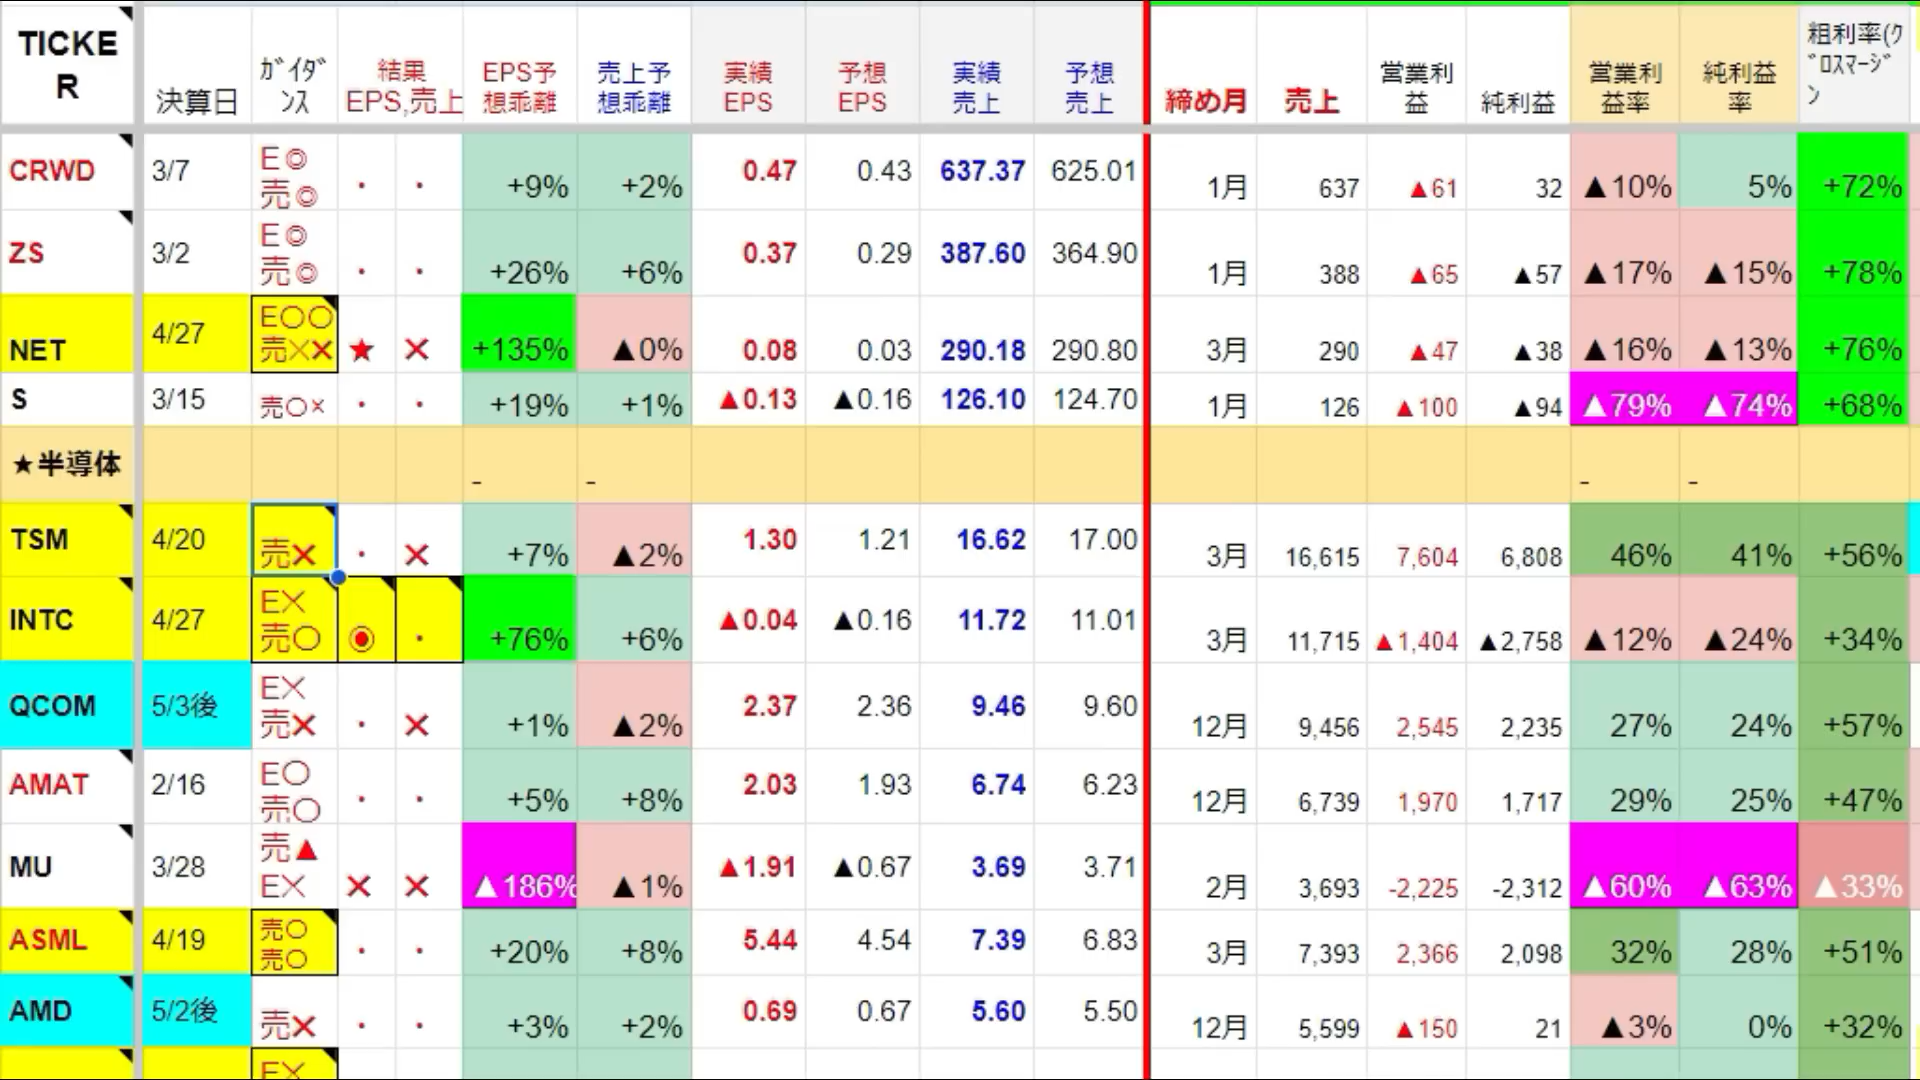 TICKE
R
決算日
ガイダ
ンス
結果
EPS,売上
EPS予
想乖離
売上予
想乖離
実績
EPS
予想
EPS
実績
売上
予想
売上
締め月
売上
営業利
益
純利益
営業利
益率
純利益
率
粗利率(グ
ロスマージ
ン
CRWD 3/7 E◎ 売◎ ・ ・ +9% +2% 0.47 0.43 637.37 625.01 1月 637 ▲61 32 ▲10% 5% +72%
ZS 3/2 E◎ 売◎ ・ ・ +26% +6% 0.37 0.29 387.60 364.90 1月 388 ▲65 ▲57 ▲17% ▲15% +78%
NET 4/27 E〇〇 売×× ★ × +135% ▲0% 0.08 0.03 290.18 290.80 3月 290 ▲47 ▲38 ▲16% ▲13% +76%
S 3/15 売〇× ・ ・ +19% +1% ▲0.13 ▲0.16 126.10 124.70 1月 126 ▲100 ▲94 △79% △74% +68%
★半導体 - - - -
TSM 4/20 売× ・ × +7% ▲2% 1.30 1.21 16.62 17.00 3月 16,615 7,604 6,808 46% 41% +56%
INTC 4/27 E× 売〇 ◉ ・ +76% +6% ▲0.04 ▲0.16 11.72 11.01 3月 11,715 ▲1,404 ▲2,758 ▲12% ▲24% +34%
QCOM 5/3後 E× 売× ・ × +1% ▲2% 2.37 2.36 9.46 9.60 12月 9,456 2,545 2,235 27% 24% +57%
AMAT 2/16 E〇 売〇 ・ ・ +5% +8% 2.03 1.93 6.74 6.23 12月 6,739 1,970 1,717 29% 25% +47%
MU 3/28 売▲ E× × × △186% ▲1% ▲1.91 ▲0.67 3.69 3.71 2月 3,693 -2,225 -2,312 △60% △63% △33%
ASML 4/19 売〇 売〇 ・ ・ +20% +8% 5.44 4.54 7.39 6.83 3月 7,393 2,366 2,098 32% 28% +51%
AMD 5/2後 売× ・ ・ +3% +2% 0.69 0.67 5.60 5.50 12月 5,599 ▲150 21 ▲3% 0% +32%
E×